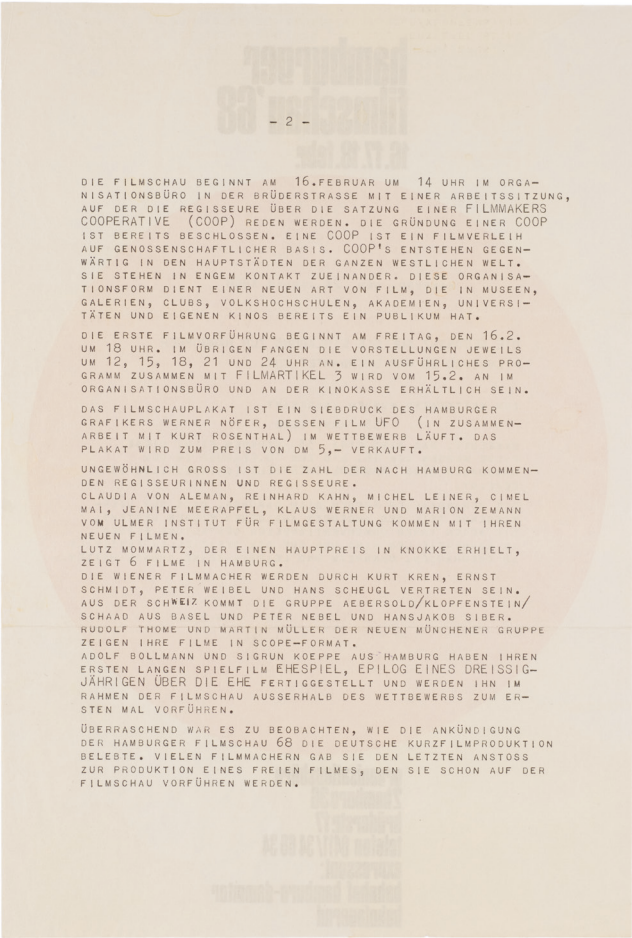 - 2 -
DIE FILMSCHAU BEGINNT AM 16.FEBRUAR UM 14 UHR IM ORGA-
NISATIONSBÜRO IN DER BRÜDERSTRASSE MIT EINER ARBEITSSITZUNG,
AUF DER DIE REGISSEURE ÜBER DIE SATZUNG EINER FILMMAKERS
COOPERATIVE (COOP) REDEN WERDEN. DIE GRÜNDUNG EINER COOP
IST BEREITS BESCHLOSSEN. EINE COOP IST EIN FILMVERLEIH
AUF GENOSSENSCHAFTLICHER BASIS. COOP'S ENTSTEHEN GEGEN-
WÄRTIG IN DEN HAUPTSTÄDTEN DER GANZEN WESTLICHEN WELT.
SIE STEHEN IN ENGEM KONTAKT ZUEINANDER. DIESE ORGANISA-
TIONSFORM DIENT EINER NEUEN ART VON FILM, DIE IN MUSEEN,
GALERIEN, CLUBS, VOLKSHOCHSCHULEN, AKADEMIEN, UNIVERSI-
TÄTEN UND EIGENEN KINOS BEREITS EIN PUBLIKUM HAT.
DIE ERSTE FILMVORFÜHRUNG BEGINNT AM FREITAG, DEN 16.2.
UM 18 UHR. IM ÜBRIGEN FANGEN DIE VORSTELLUNGEN JEWEILS
UM 12, 15, 18, 21 UND 24 UHR AN. EIN AUSFÜHRLICHES PRO-
GRAMM ZUSAMMEN MIT FILMARTIKEL 3 WIRD VOM 15.2. AN IM
ORGANISATIONSBÜRO UND AN DER KINOKASSE ERHÄLTLICH SEIN.
DAS FILMSCHAUPLAKAT IST EIN SIEBDRUCK DES HAMBURGER
GRAFIKERS WERNER NÖFER, DESSEN FILM UFO (IN ZUSAMMEN-
ARBEIT MIT KURT ROSENTHAL) IM WETTBEWERB LÄUFT. DAS
PLAKAT WIRD ZUM PREIS VON DM 5,- VERKAUFT.
UNGEWÖHNLICH GROSS IST DIE ZAHL DER NACH HAMBURG KOMMEN-
DEN REGISSEURINNEN UND REGISSEURE.
CLAUDIA VON ALEMAN, REINHARD KAHN, MICHEL LEINER, CIMEL
MAI, JEANINE MEERAPFEL, KLAUS WERNER UND MARION ZEMANN
VOM ULMER INSTITUT FÜR FILMGESTALTUNG KOMMEN MIT IHREN
NEUEN FILMEN.
LUTZ MOMMARTZ, DER EINEN HAUPTPREIS IN KNOKKE ERHIELT,
ZEIGT 6 FILME IN HAMBURG.
DIE WIENER FILMMACHER WERDEN DURCH KURT KREN, ERNST
SCHMIDT, PETER WEIBEL UND HANS SCHEUGL VERTRETEN SEIN.
AUS DER SCHWEIZ KOMMT DIE GRUPPE AEBERSOLD/KLOPFENSTEIN/
SCHAAD AUS BASEL UND PETER NEBEL UND HANSJAKOB SIBER.
RUDOLF THOME UND MARTIN MÜLLER DER NEUEN MÜNCHENER GRUPPE
ZEIGEN IHRE FILME IN SCOPE-FORMAT.
ADOLF BOLLMANN UND SIGRUN KOEPPE AUS HAMBURG HABEN IHREN
ERSTEN LANGEN SPIELFILM EHESPIEL, EPILOG EINES DREISSIG-
JÄHRIGEN ÜBER DIE EHE FERTIGGESTELLT UND WERDEN IHN IM
RAHMEN DER FILMSCHAU AUSSERHALB DES WETTBEWERBS ZUM ER-
STEN MAL VORFÜHREN.
ÜBERRASCHEND WAR ES ZU BEOBACHTEN, WIE DIE ANKÜNDIGUNG
DER HAMBURGER FILMSCHAU 68 DIE DEUTSCHE KURZFILMPRODUKTION
BELEBTE. VIELEN FILMMACHERN GAB SIE DEN LETZTEN ANSTOSS
ZUR PRODUKTION EINES FREIEN FILMES, DEN SIE SCHON AUF DER
FILMSCHAU VORFÜHREN WERDEN.